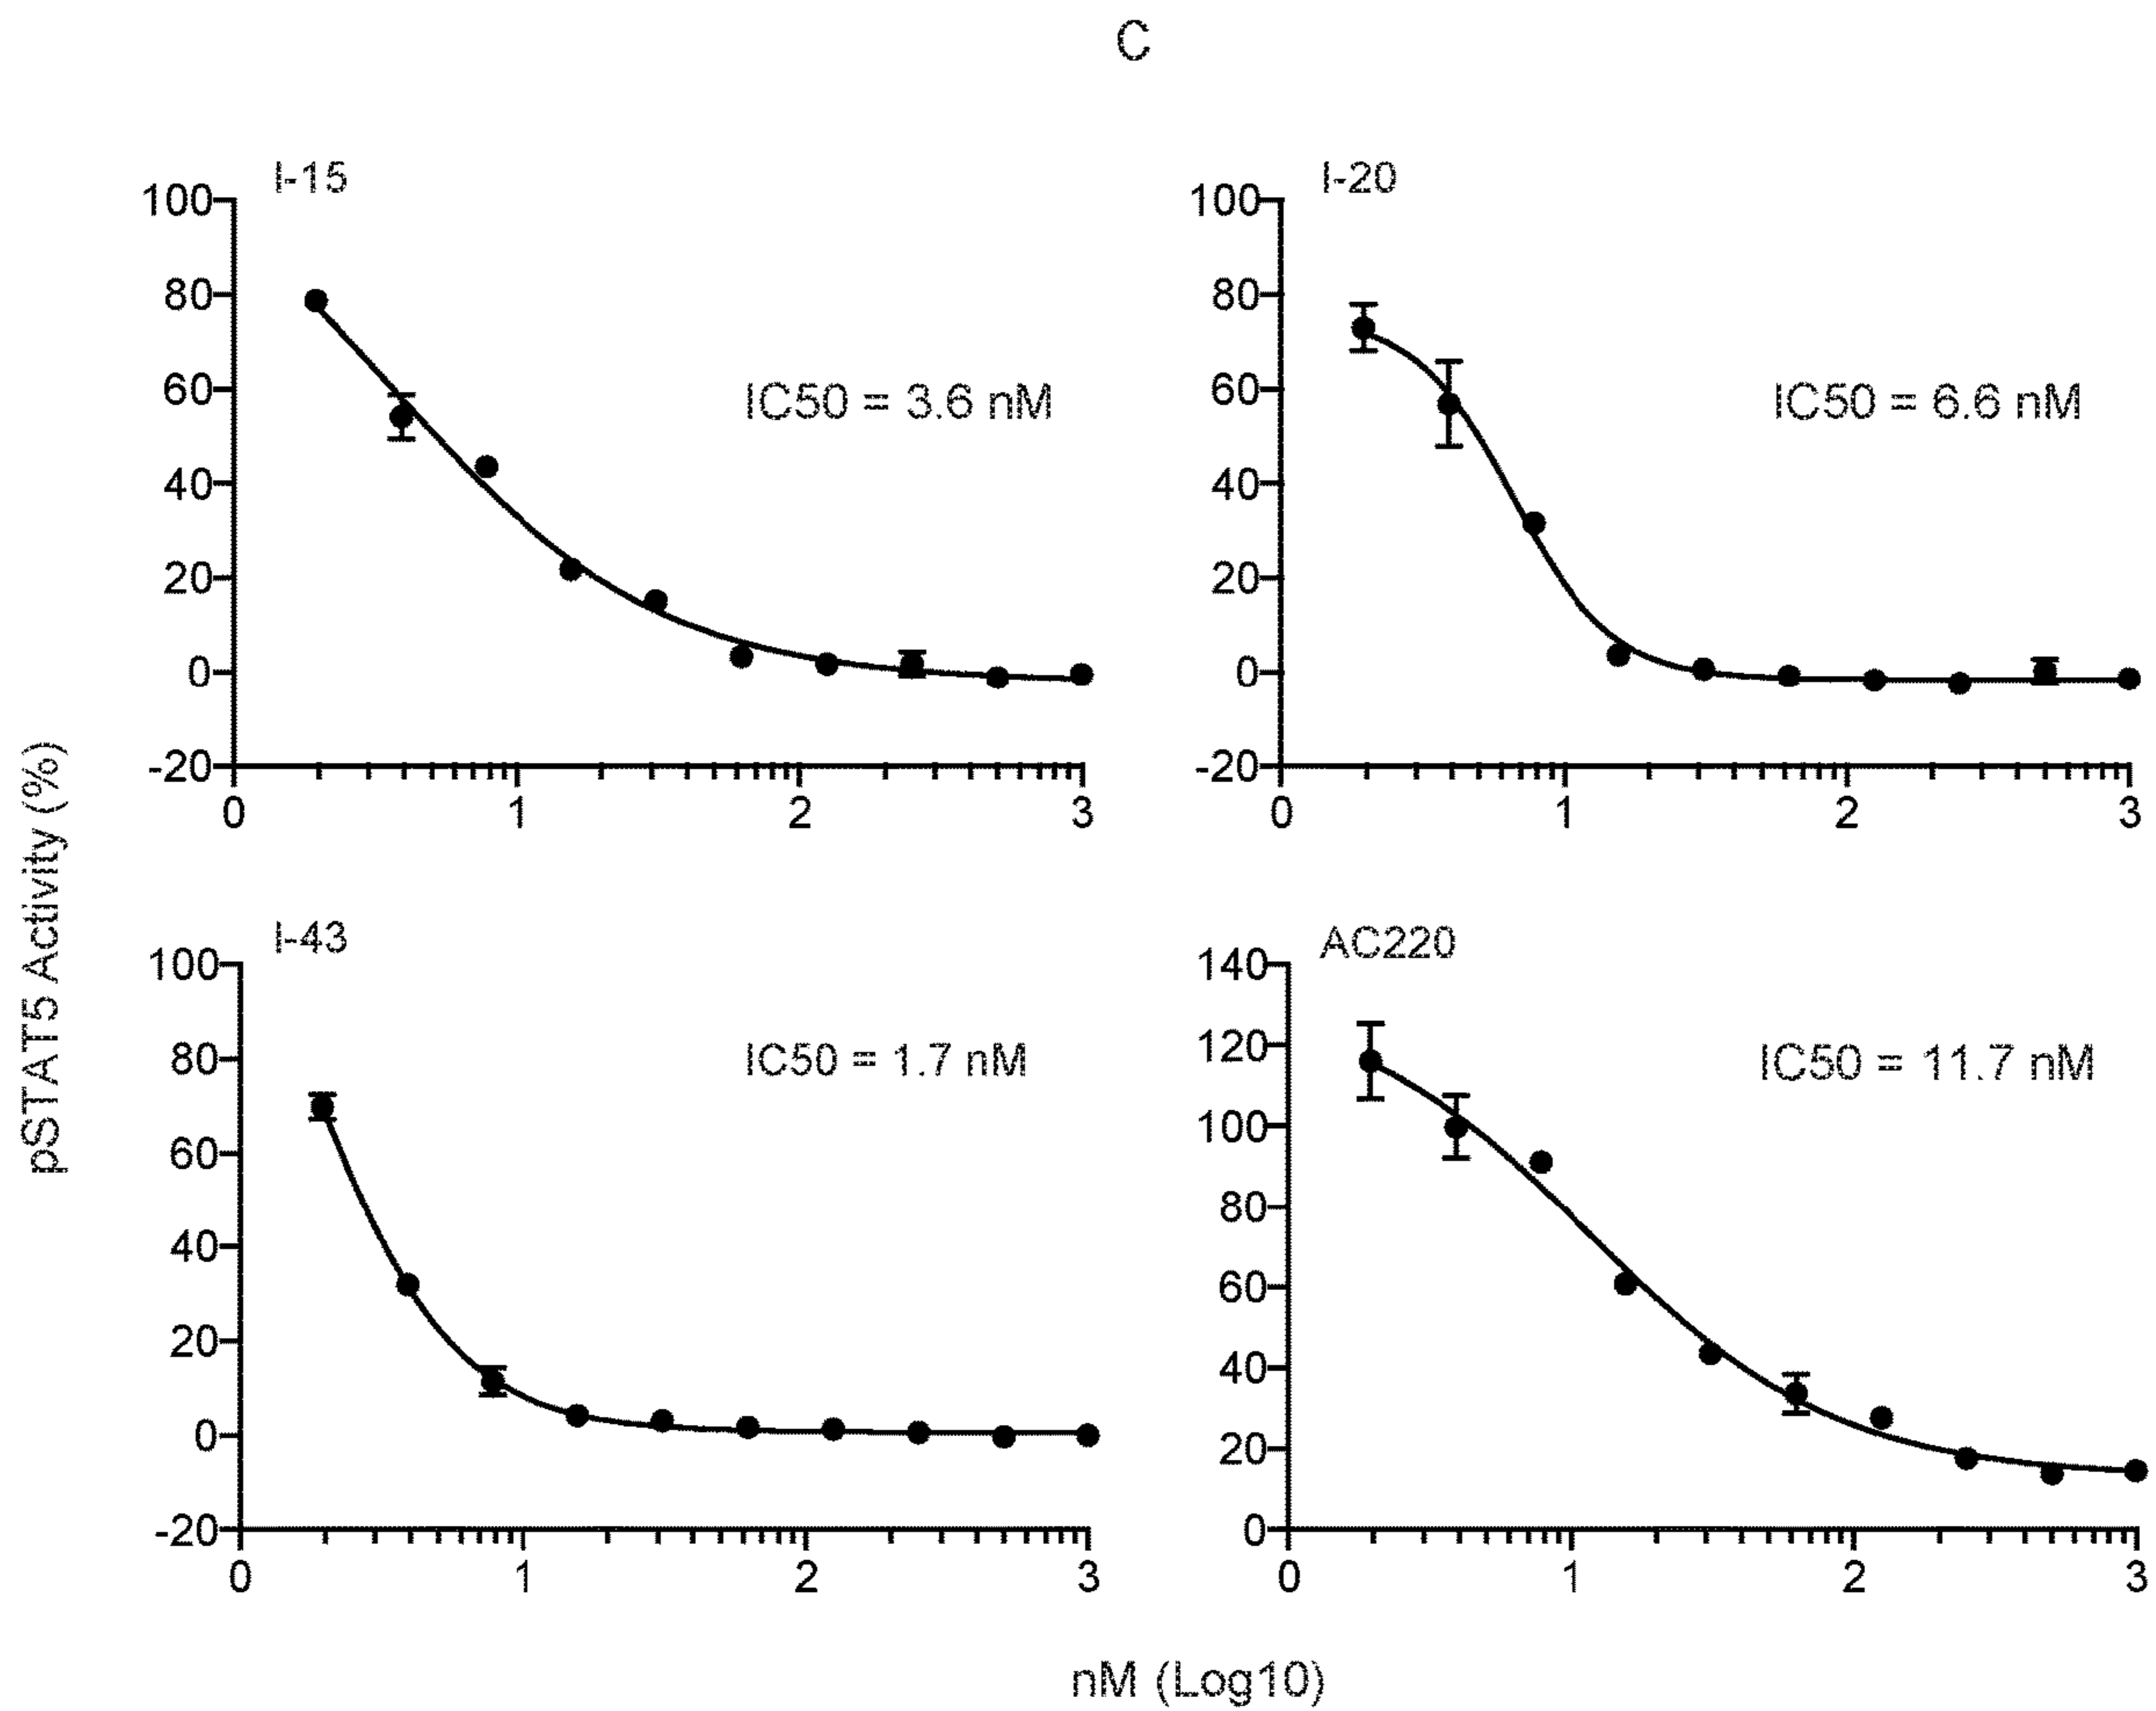 C
I-15
100
80
60
40
20
0
-20
IC50 = 3.6 nM
0 1 2 3
I-20
100
80
60
40
20
0
-20
IC50 = 6.6 nM
0 1 2 3
pSTAT5 Activity (%)
I-43
100
80
60
40
20
0
-20
IC50 = 1.7 nM
0 1 2 3
AC220
140
120
100
80
60
40
20
0
IC50 = 11.7 nM
0 1 2 3
nM (Log10)